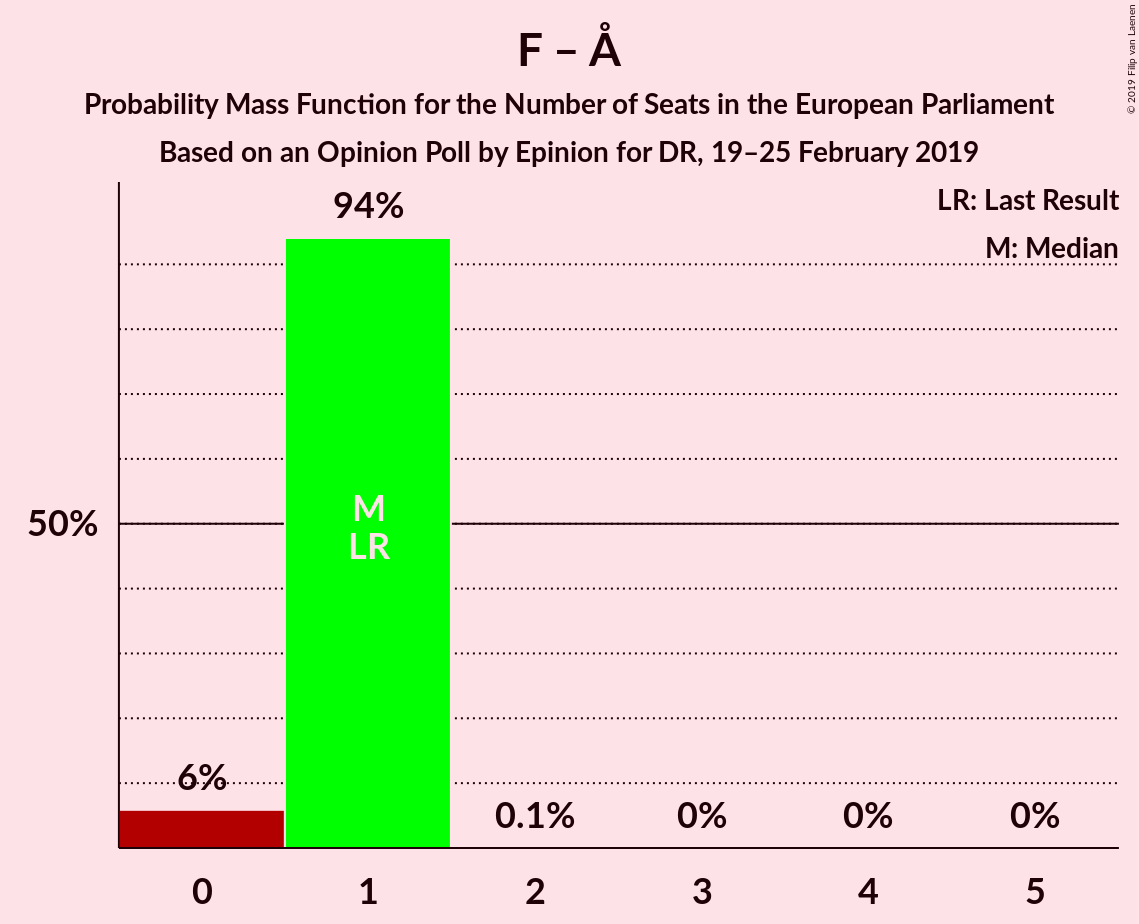 F – Å
Probability Mass Function for the Number of Seats in the European Parliament
Based on an Opinion Poll by Epinion for DR, 19–25 February 2019
© 2019 Filip van Laenen
LR: Last Result
M: Median
94%
M
LR
50%
6%
0.1%
0%
0%
0%
0
1
2
3
4
5